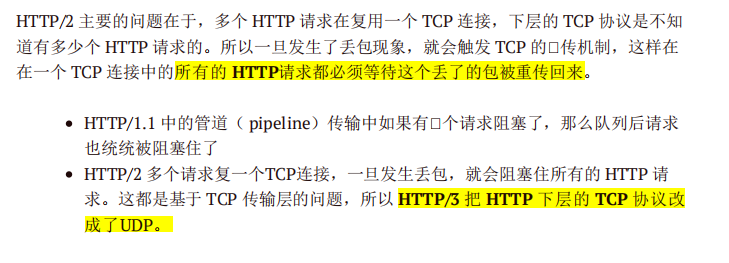 HTTP/2 主要的问题在于，多个 HTTP 请求在复用一个 TCP 连接，下层的 TCP 协议是不知
道有多少个 HTTP 请求的。所以一旦发生了丢包现象，就会触发 TCP 的□传机制，这样在
在一个 TCP 连接中的所有的 HTTP请求都必须等待这个丢了的包被重传回来。
• HTTP/1.1 中的管道（ pipeline）传输中如果有□个请求阻塞了，那么队列后请求
也统统被阻塞住了
• HTTP/2 多个请求复一个TCP连接，一旦发生丢包，就会阻塞住所有的 HTTP 请
求。这都是基于 TCP 传输层的问题，所以 HTTP/3 把 HTTP 下层的 TCP 协议改
成了UDP。